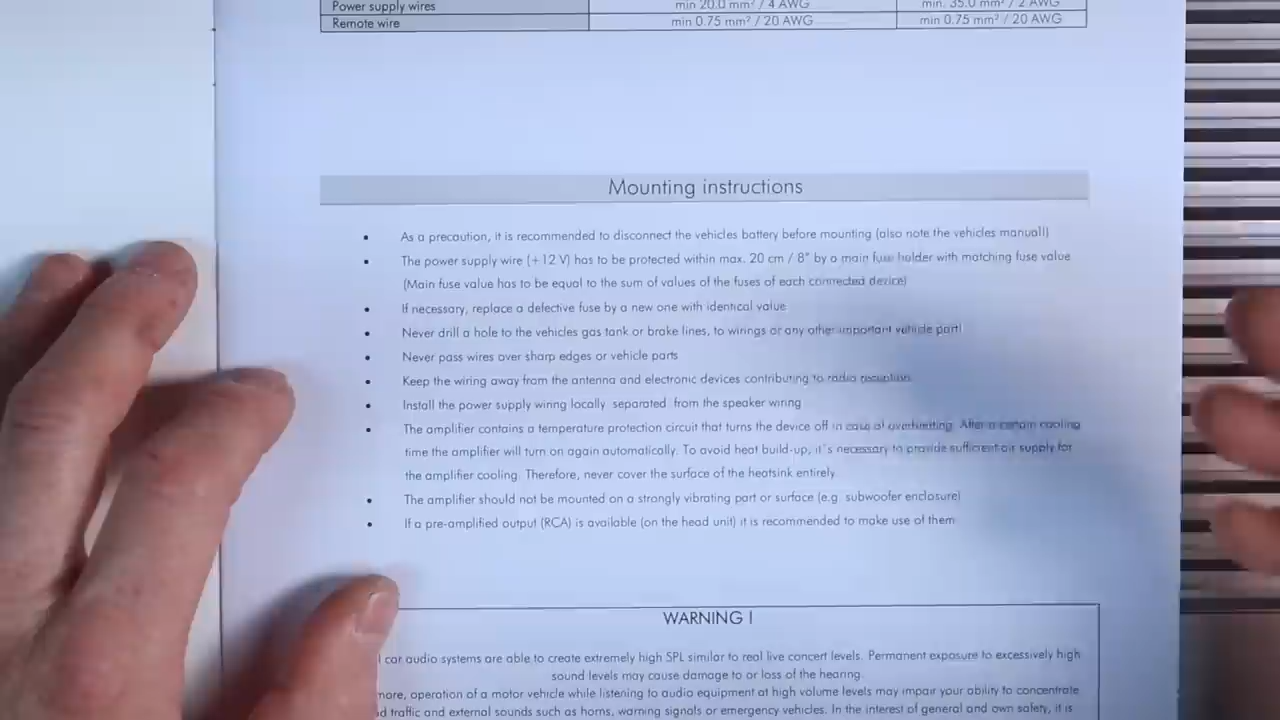 Power supply wires min 20.0 mm² / 4 AWG min. 35.0 mm² / 2 AWG
Remote wire min 0.75 mm² / 20 AWG min 0.75 mm² / 20 AWG
Mounting instructions
• As a precaution, it is recommended to disconnect the vehicles battery before mounting (also note the vehicles manual!)
• The power supply wire (+12 V) has to be protected within max. 20 cm / 8" by a main fuse holder with matching fuse value
(Main fuse value has to be equal to the sum of values of the fuses of each connected device)
• If necessary, replace a defective fuse by a new one with identical value
• Never drill a hole to the vehicles gas tank or brake lines, to wirings or any other important vehicle part!
• Never pass wires over sharp edges or vehicle parts
• Keep the wiring away from the antenna and electronic devices contributing to radio reception
• Install the power supply wiring locally separated from the speaker wiring
• The amplifier contains a temperature protection circuit that turns the device off in case of overheating. After a certain cooling
time the amplifier will turn on again automatically. To avoid heat build-up, it´s necessary to provide sufficient air supply for
the amplifier cooling. Therefore, never cover the surface of the heatsink entirely.
• The amplifier should not be mounted on a strongly vibrating part or surface (e.g. subwoofer enclosure)
• If a pre-amplified output (RCA) is available (on the head unit) it is recommended to make use of them
WARNING !
car audio systems are able to create extremely high SPL similar to real live concert levels. Permanent exposure to excessively high
sound levels may cause damage to or loss of the hearing.
more, operation of a motor vehicle while listening to audio equipment at high volume levels may impair your ability to concentrate
traffic and external sounds such as horns, warning signals or emergency vehicles. In the interest of general and own safety, it is